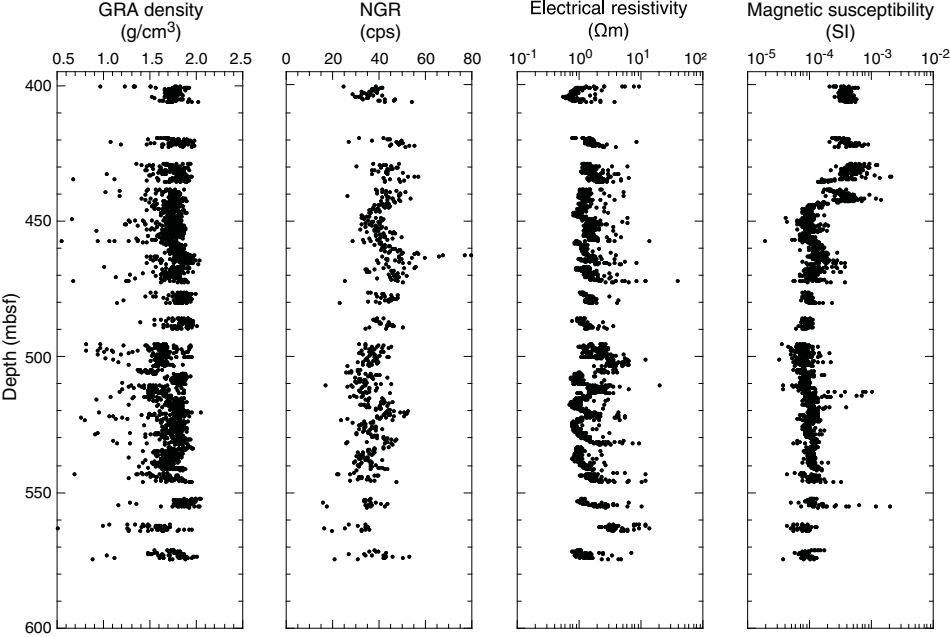 GRA density
(g/cm³)
0.5 1.0 1.5 2.0 2.5
NGR
(cps)
0 20 40 60 80
Electrical resistivity
(Ωm)
10⁻¹ 10⁰ 10¹ 10²
Magnetic susceptibility
(SI)
10⁻⁵ 10⁻⁴ 10⁻³ 10⁻²
Depth (mbsf)
400
450
500
550
600